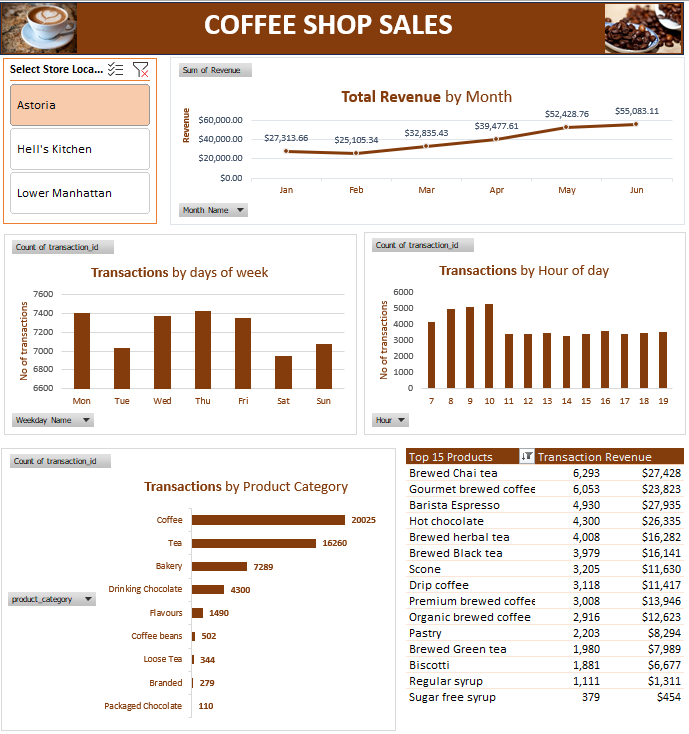 COFFEE SHOP SALES
Select Store Loca...
Astoria
Hell's Kitchen
Lower Manhattan
Sum of Revenue
Total Revenue by Month
Revenue
$60,000.00
$40,000.00
$20,000.00
$0.00
$27,313.66
$25,105.34
$32,835.43
$39,477.61
$52,428.76
$55,083.11
Jan Feb Mar Apr May Jun
Month Name
Count of transaction_id
Transactions by days of week
No of transactions
7600
7400
7200
7000
6800
6600
Mon Tue Wed Thu Fri Sat Sun
Weekday Name
Count of transaction_id
Transactions by Hour of day
No of transactions
6000
5000
4000
3000
2000
1000
0
7 8 9 10 11 12 13 14 15 16 17 18 19
Hour
Count of transaction_id
Transactions by Product Category
product_category
Coffee 20025
Tea 16260
Bakery 7289
Drinking Chocolate 4300
Flavours 1490
Coffee beans 502
Loose Tea 344
Branded 279
Packaged Chocolate 110
Top 15 Products Transaction Revenue
Brewed Chai tea 6,293 $27,428
Gourmet brewed coffee 6,053 $23,823
Barista Espresso 4,930 $27,935
Hot chocolate 4,300 $26,335
Brewed herbal tea 4,008 $16,282
Brewed Black tea 3,979 $16,141
Scone 3,205 $11,630
Drip coffee 3,118 $11,417
Premium brewed coffee 3,008 $13,946
Organic brewed coffee 2,916 $12,623
Pastry 2,203 $8,294
Brewed Green tea 1,980 $7,989
Biscotti 1,881 $6,677
Regular syrup 1,111 $1,311
Sugar free syrup 379 $454